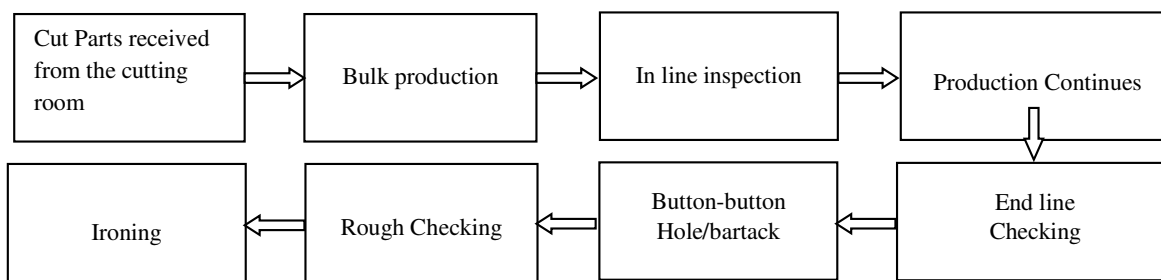 Cut Parts received
from the cutting
room
Bulk production
In line inspection
Production Continues
End line
Checking
Button-button
Hole/bartack
Rough Checking
Ironing